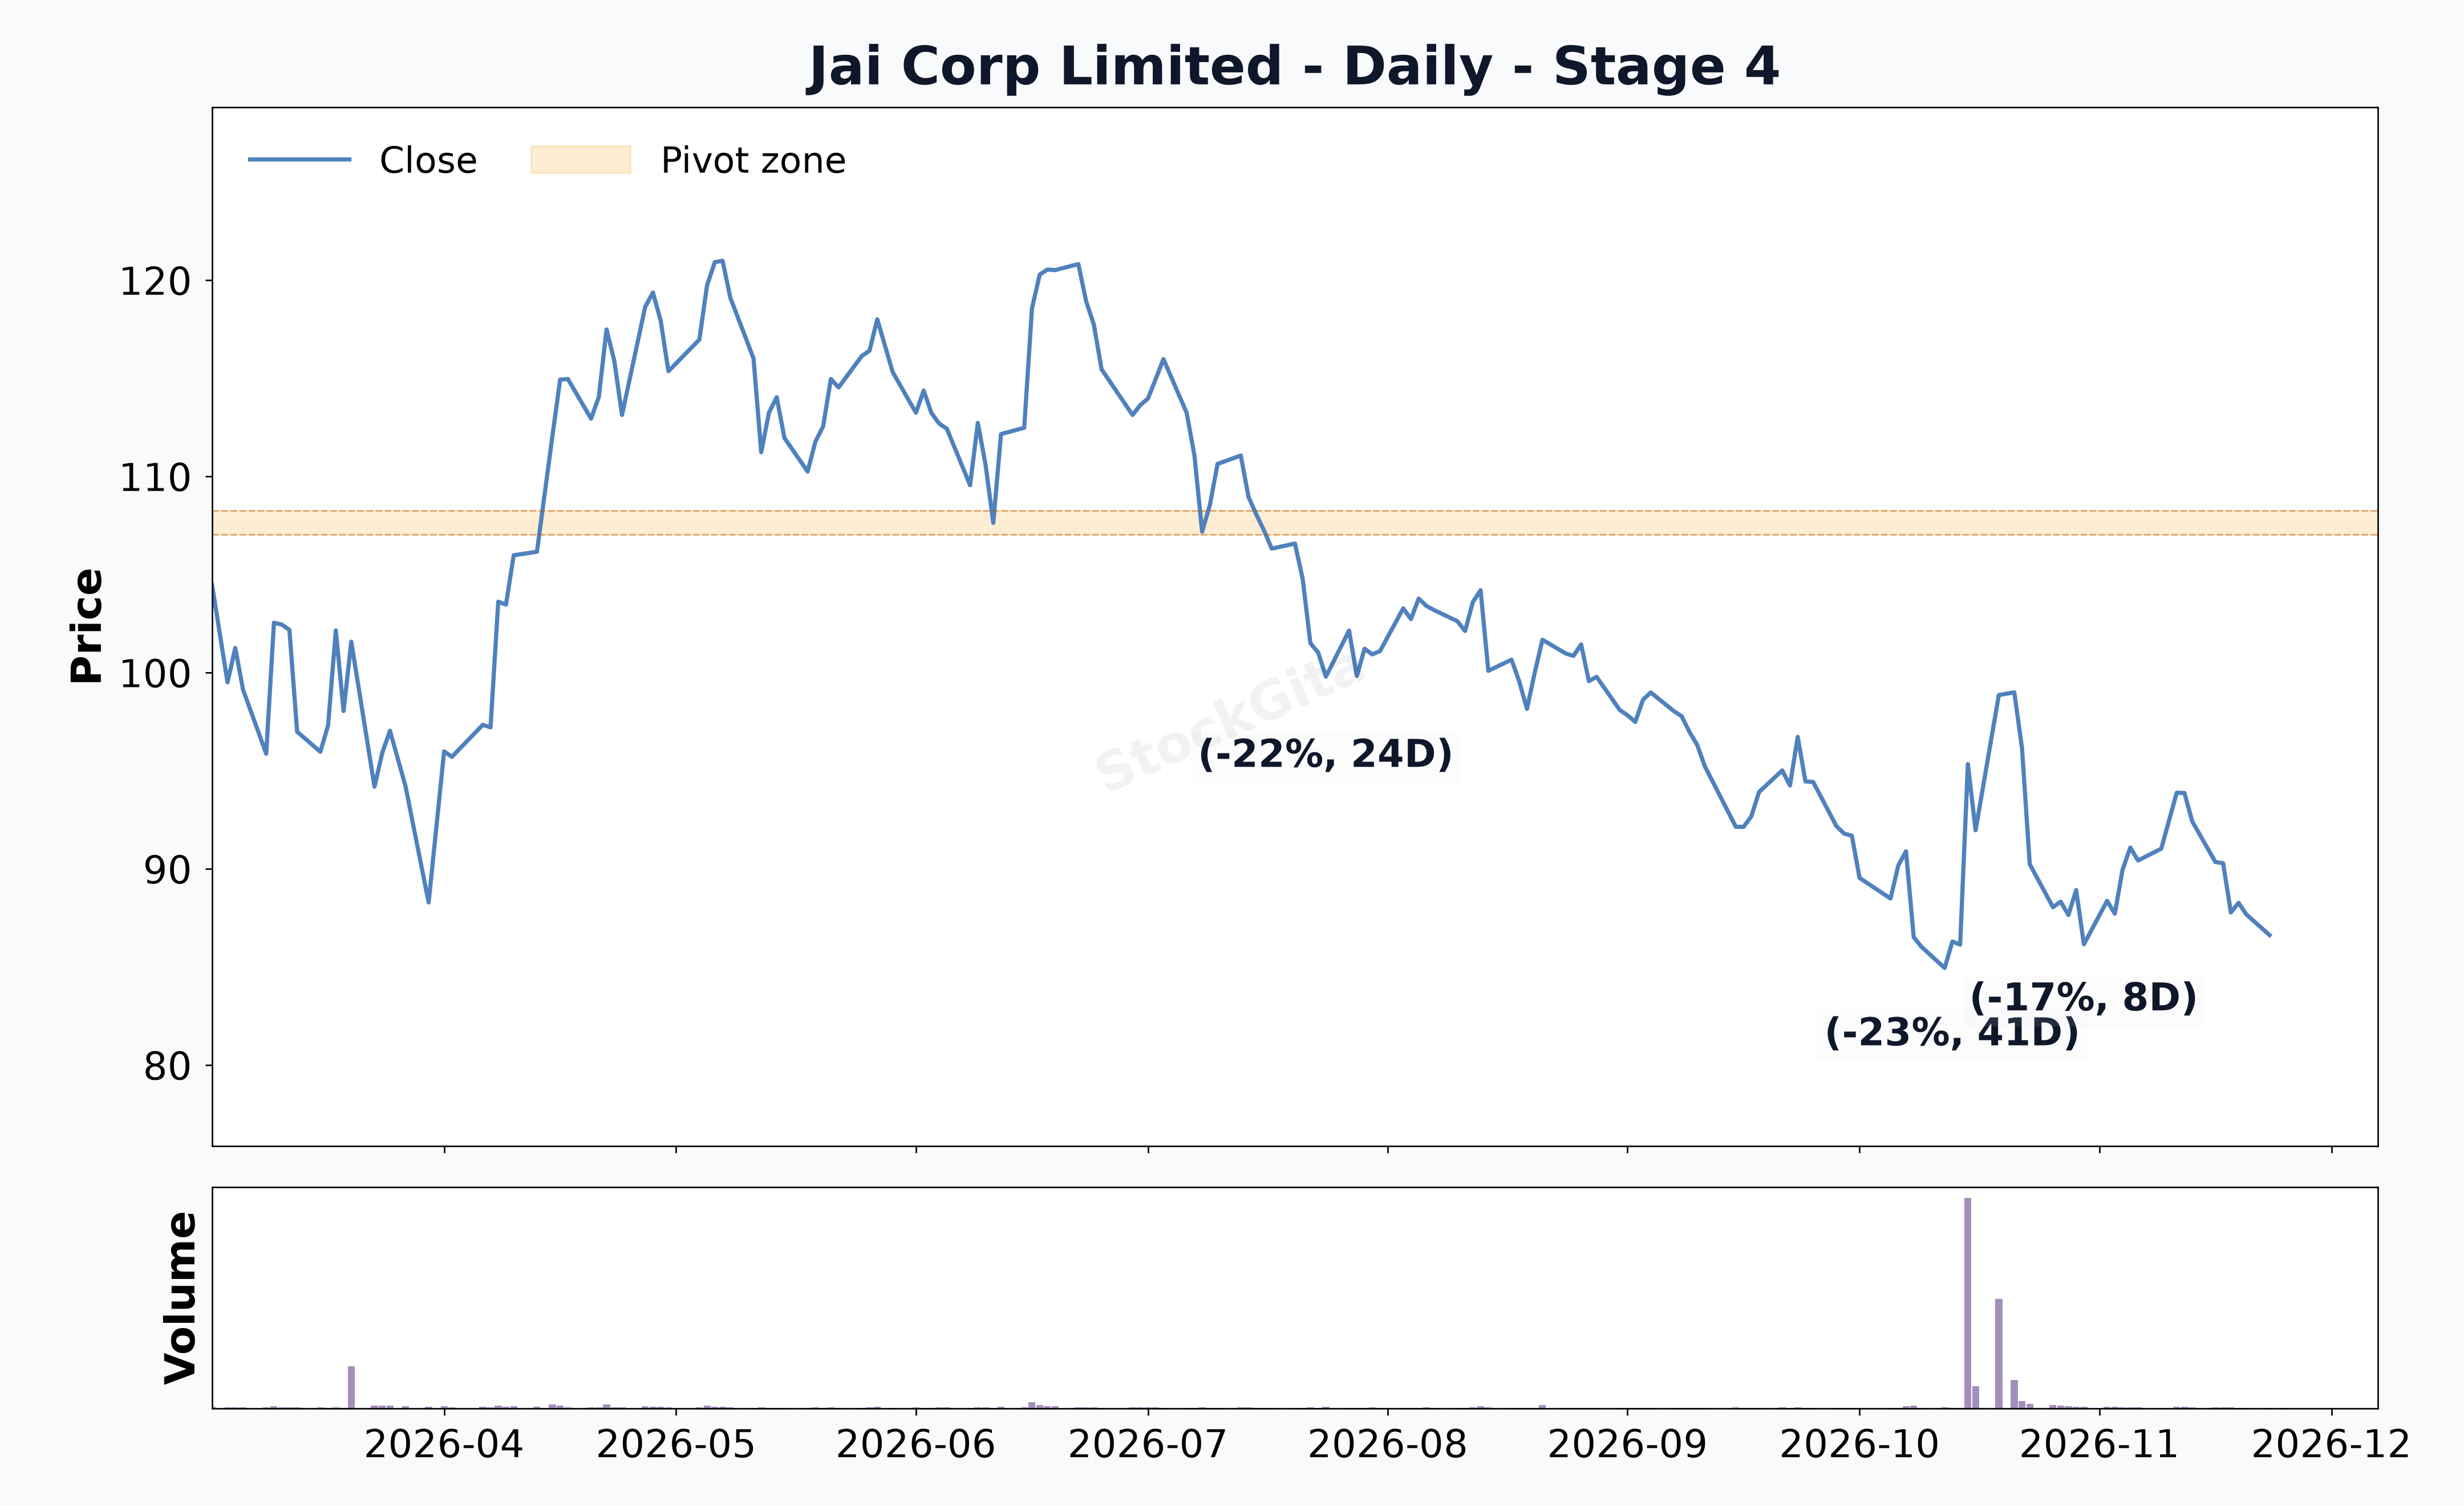 Jai Corp Limited - Daily - Stage 4
Close
Pivot zone
120
110
100
90
80
Price
StockGita
(-22%, 24D)
(-17%, 8D)
(-23%, 41D)
Volume
2026-04
2026-05
2026-06
2026-07
2026-08
2026-09
2026-10
2026-11
2026-12